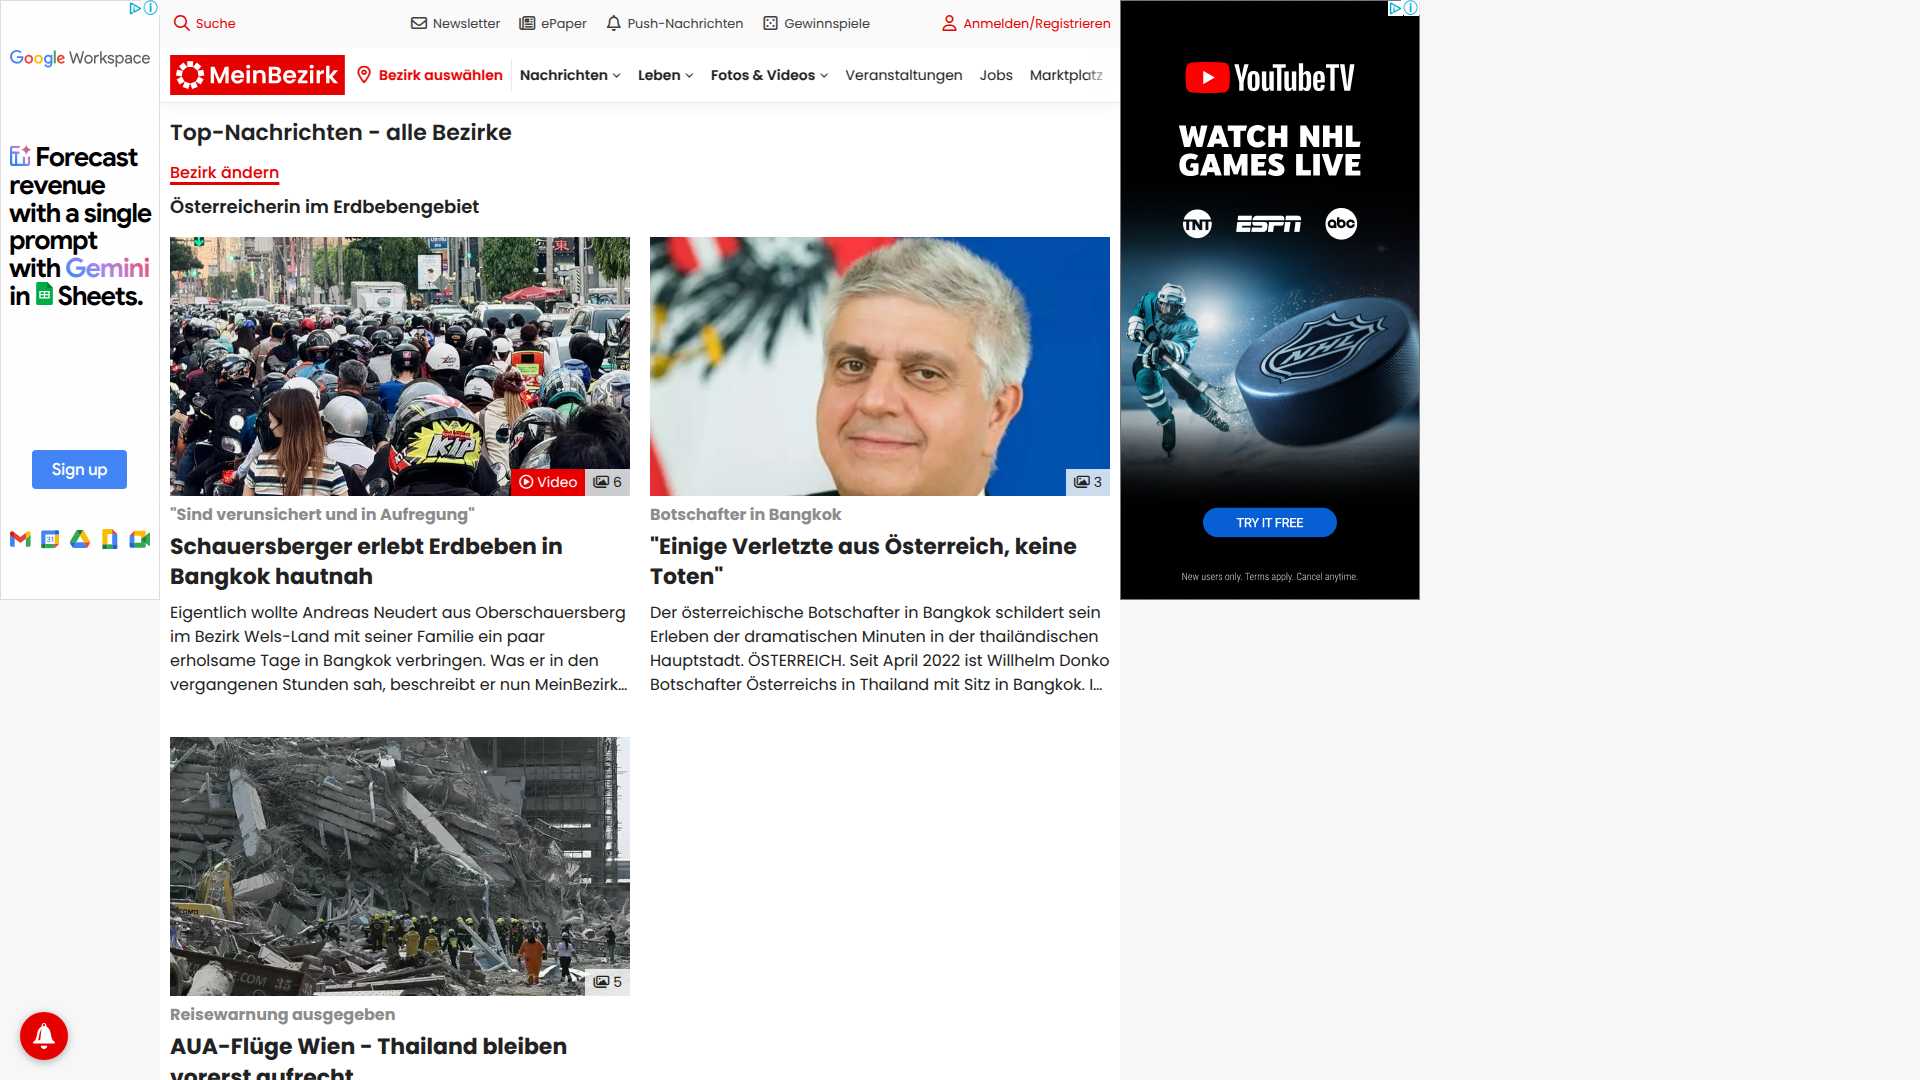 Suche
Newsletter
ePaper
Push-Nachrichten
Gewinnspiele
Anmelden/Registrieren
MeinBezirk
Bezirk auswählen
Nachrichten
Leben
Fotos & Videos
Veranstaltungen
Jobs
Marktplatz
Google Workspace
Forecast
revenue
with a single
prompt
with Gemini
in Sheets.
Sign up
31
Top-Nachrichten - alle Bezirke
Bezirk ändern
Österreicherin im Erdbebengebiet
KiP
Video
6
"Sind verunsichert und in Aufregung"
Schauersberger erlebt Erdbeben in
Bangkok hautnah
Eigentlich wollte Andreas Neudert aus Oberschauersberg
im Bezirk Wels-Land mit seiner Familie ein paar
erholsame Tage in Bangkok verbringen. Was er in den
vergangenen Stunden sah, beschreibt er nun MeinBezirk...
3
Botschafter in Bangkok
"Einige Verletzte aus Österreich, keine
Toten"
Der österreichische Botschafter in Bangkok schildert sein
Erleben der dramatischen Minuten in der thailändischen
Hauptstadt. ÖSTERREICH. Seit April 2022 ist Willhelm Donko
Botschafter Österreichs in Thailand mit Sitz in Bangkok. I...
.COM 35
5
Reisewarnung ausgegeben
AUA-Flüge Wien - Thailand bleiben
vorerst aufrecht
YouTubeTV
WATCH NHL
GAMES LIVE
TNT
ESPN
abc
NHL
TRY IT FREE
New users only. Terms apply. Cancel anytime.